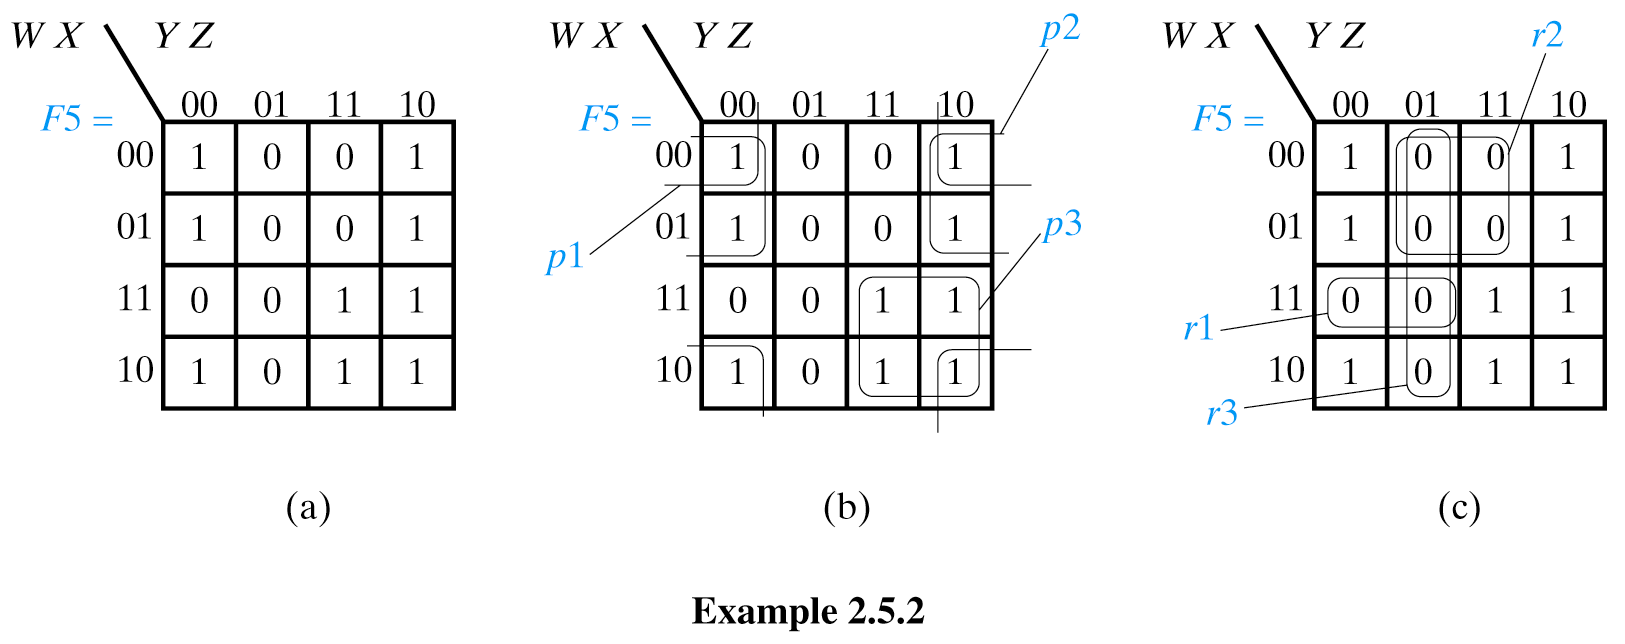 W X Y Z W X Y Z p2 W X Y Z r2
F5 = 00 01 11 10 F5 = 00 01 11 10 F5 = 00 01 11 10
00 1 0 0 1 00 1 0 0 1 00 1 0 0 1
01 1 0 0 1 p1 01 1 0 0 1 p3 01 1 0 0 1
11 0 0 1 1 11 0 0 1 1 r1 11 0 0 1 1
10 1 0 1 1 10 1 0 1 1 r3 10 1 0 1 1
(a) (b) (c)
Example 2.5.2